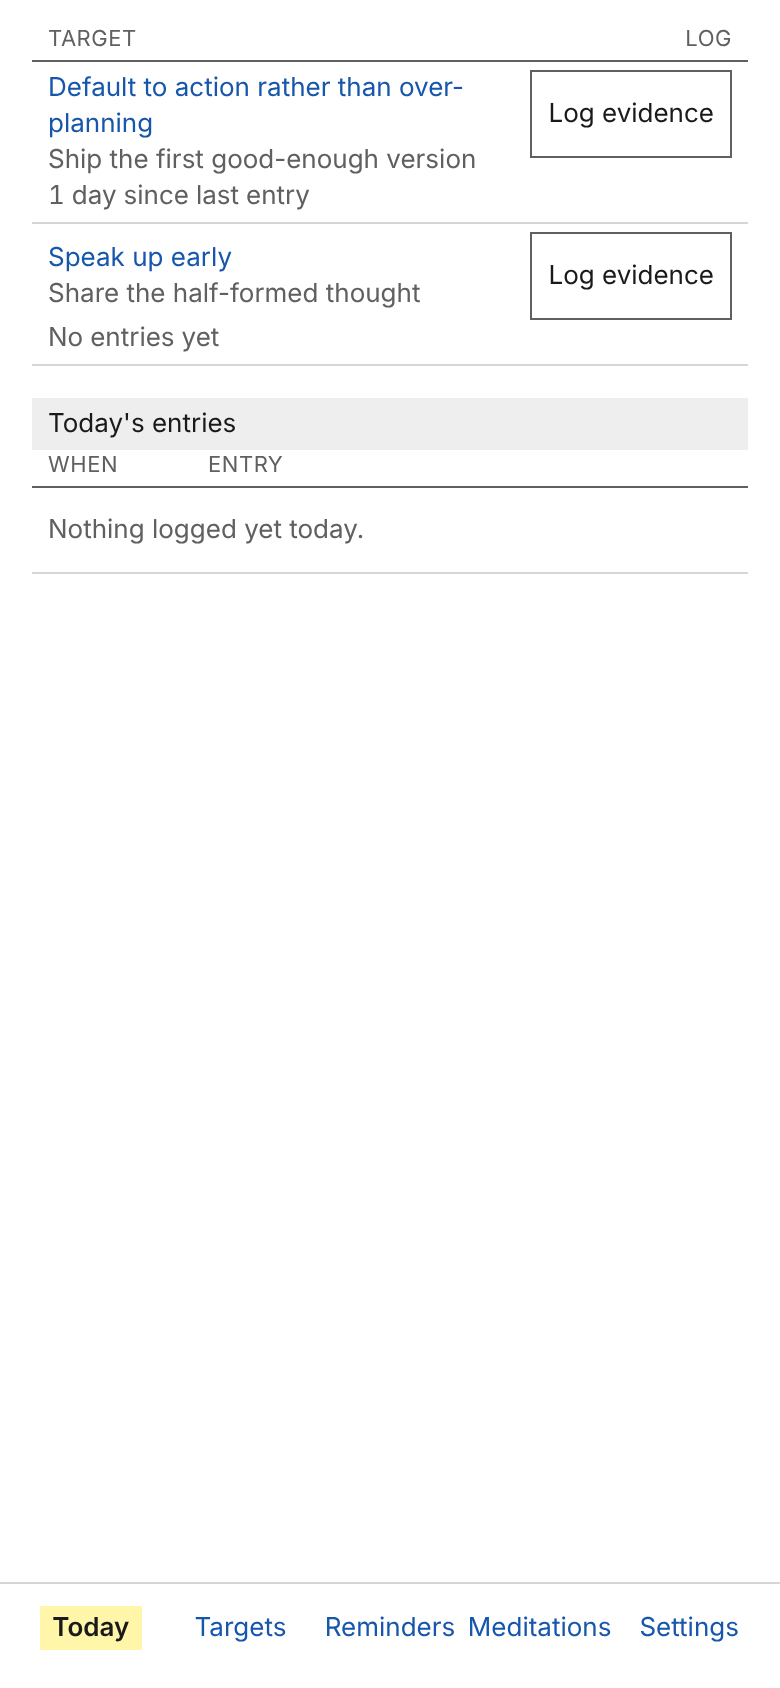 TARGET LOG
Default to action rather than over-
planning
Ship the first good-enough version
1 day since last entry
Log evidence
Speak up early
Share the half-formed thought
No entries yet
Log evidence
Today's entries
WHEN ENTRY
Nothing logged yet today.
Today Targets Reminders Meditations Settings